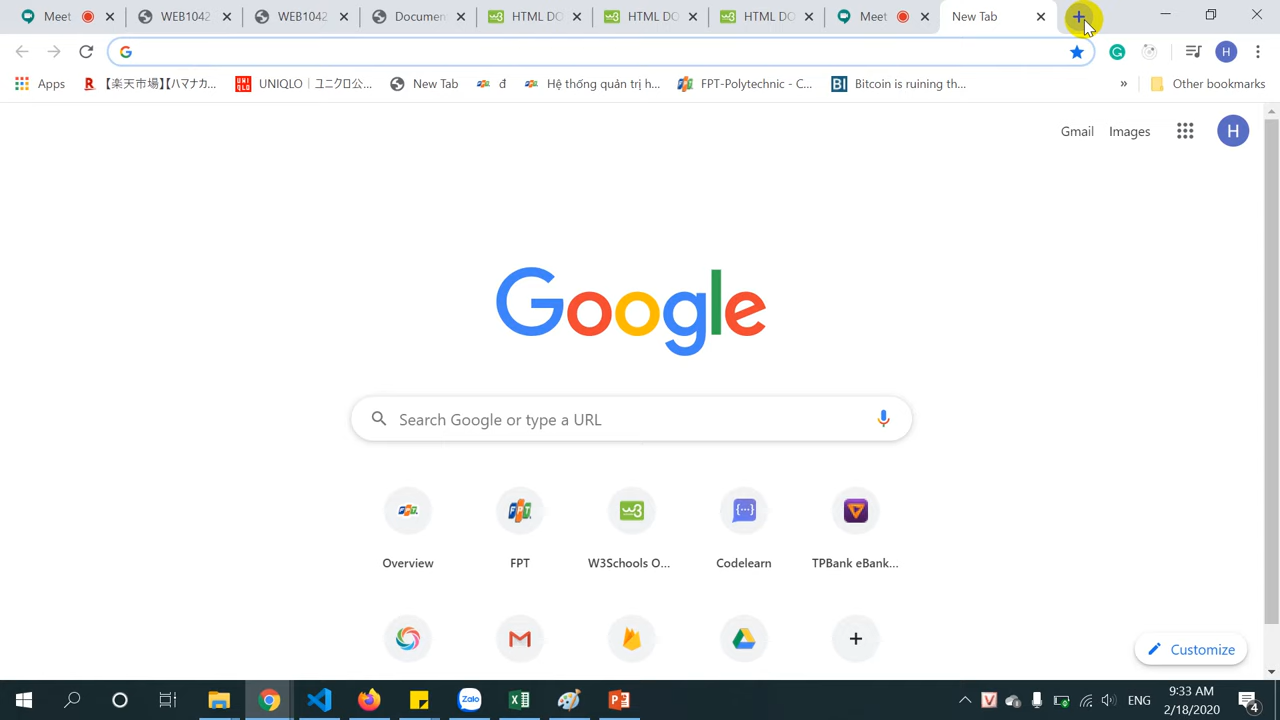 Meet
WEB1042
WEB1042
Documen
HTML DO
HTML DO
HTML DO
Meet
New Tab
Apps
【楽天市場】【ハマナカ...
UNIQLO
UNIQLO｜ユニクロ公...
New Tab
đ
Hệ thống quản trị h...
FPT-Polytechnic - C...
BI
Bitcoin is ruining th...
»
Other bookmarks
H
Gmail
Images
H
Google
Search Google or type a URL
Overview
FPT
W3Schools O...
Codelearn
TPBank eBank...
Customize
Zalo
ENG
9:33 AM
2/18/2020
4